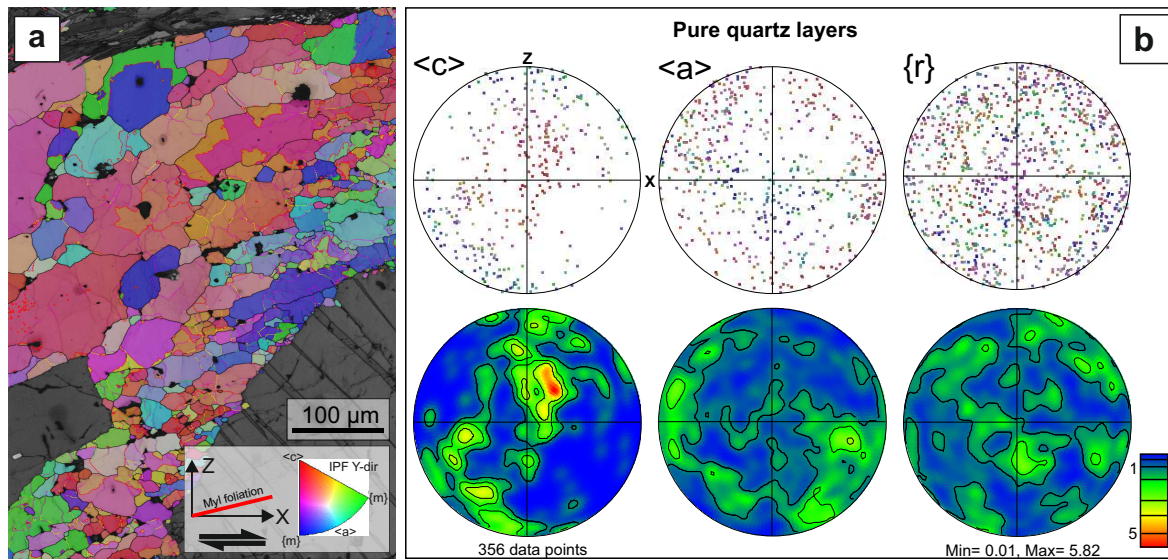 a
100 µm
Z
Myl foliation
X
<c>
IPF Y-dir
{m}
<a>
{m}
Pure quartz layers
b
<c>
Z
<a>
{r}
X
1
5
356 data points
Min= 0.01, Max= 5.82